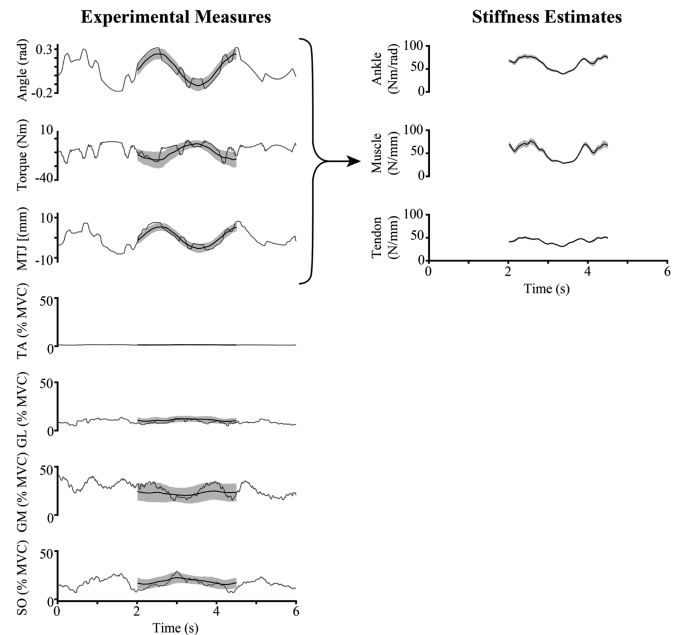 Experimental Measures
Angle (rad)
0.3
-0.2
Torque (Nm)
10
-40
MTJ [(mm)
10
-10
TA (% MVC)
50
0
GL (% MVC)
50
0
GM (% MVC)
50
0
SO (% MVC)
50
0
0 2 4 6
Time (s)
Stiffness Estimates
Ankle
(Nm/rad)
100
50
0
Muscle
(N/mm)
100
50
0
Tendon
(N/mm)
100
50
0
0 2 4 6
Time (s)